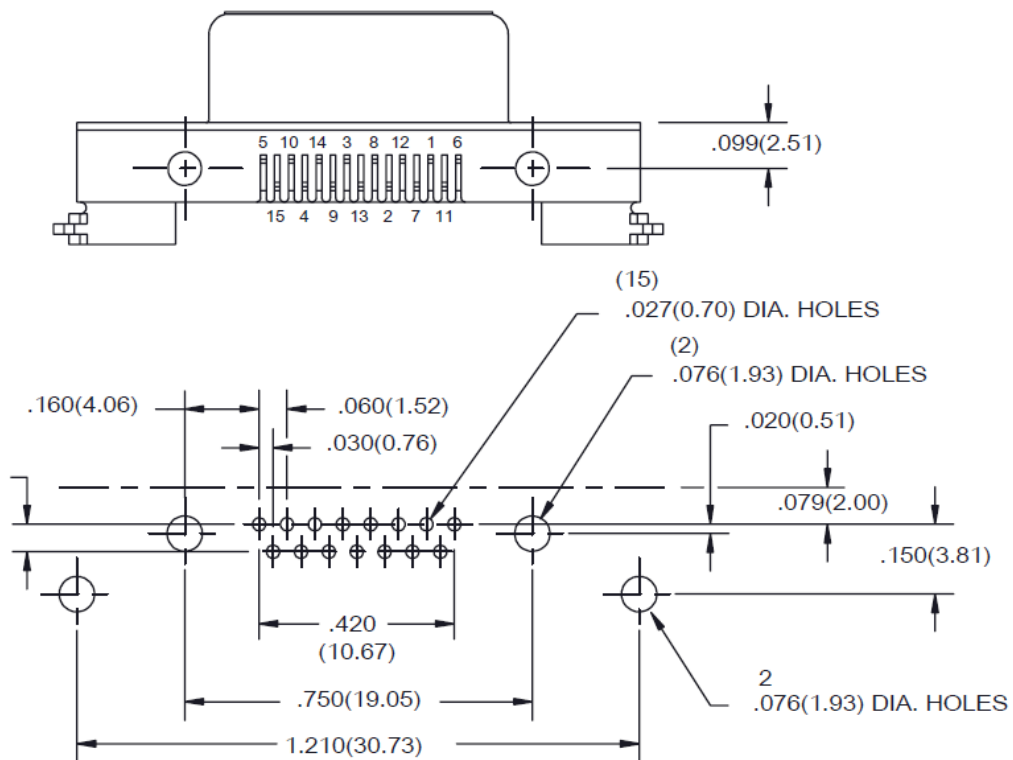 5 10 14 3 8 12 1 6
.099(2.51)
15 4 9 13 2 7 11
(15)
.027(0.70) DIA. HOLES
(2)
.076(1.93) DIA. HOLES
.160(4.06)
.060(1.52)
.020(0.51)
.030(0.76)
.079(2.00)
.150(3.81)
.420
(10.67)
.750(19.05)
2
.076(1.93) DIA. HOLES
1.210(30.73)